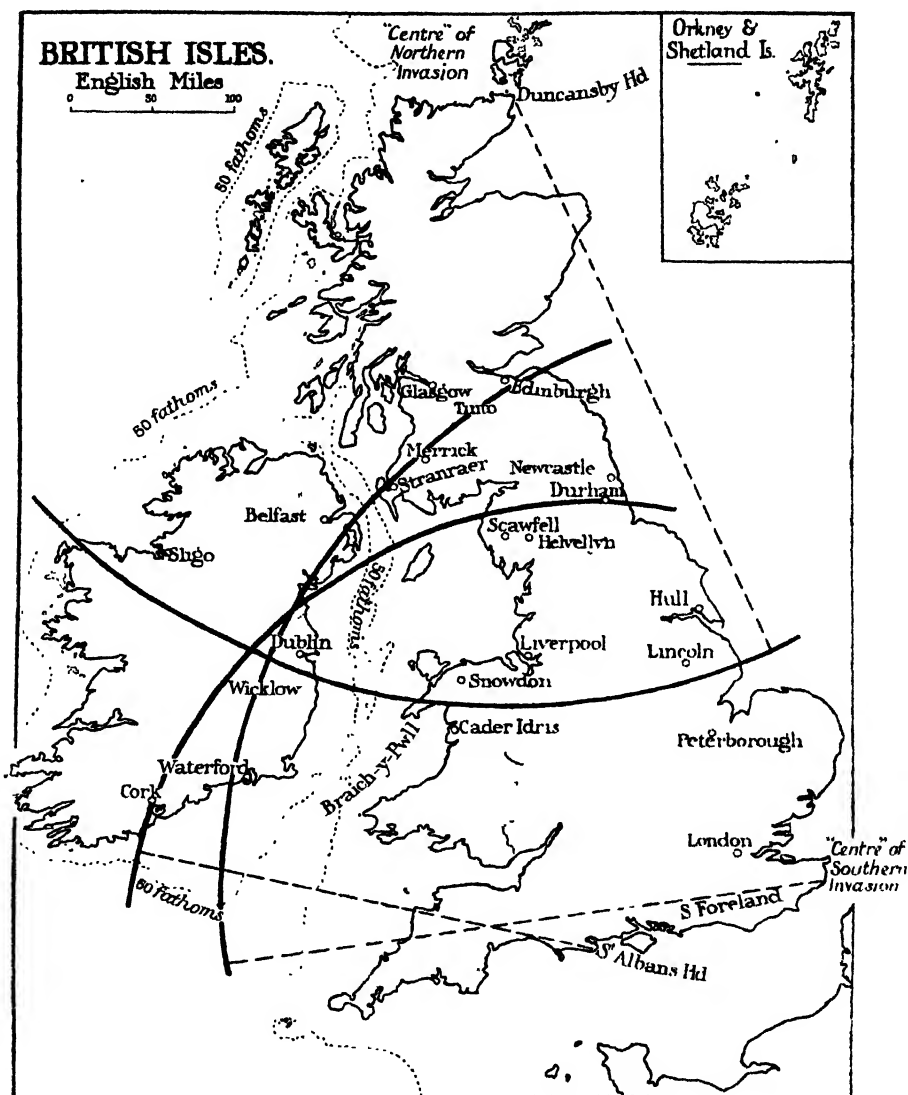 BRITISH ISLES.
English Miles
0 50 100
"Centre" of
Northern
Invasion
Duncansby Hd
Orkney &
Shetland Is.
50 fathoms
50 fathoms
Glasgow
Edinburgh
Tinto
Merrick
Stranraer
Newcastle
Durham
Belfast
Scawfell
Helvellyn
Sligo
50 fathoms
Hull
Dublin
Liverpool
Lincoln
Wicklow
Snowdon
Cader Idris
Peterborough
Braich-y-Pwll
Waterford
Cork
London
"Centre" of
Southern
Invasion
50 fathoms
S Foreland
St Albans Hd